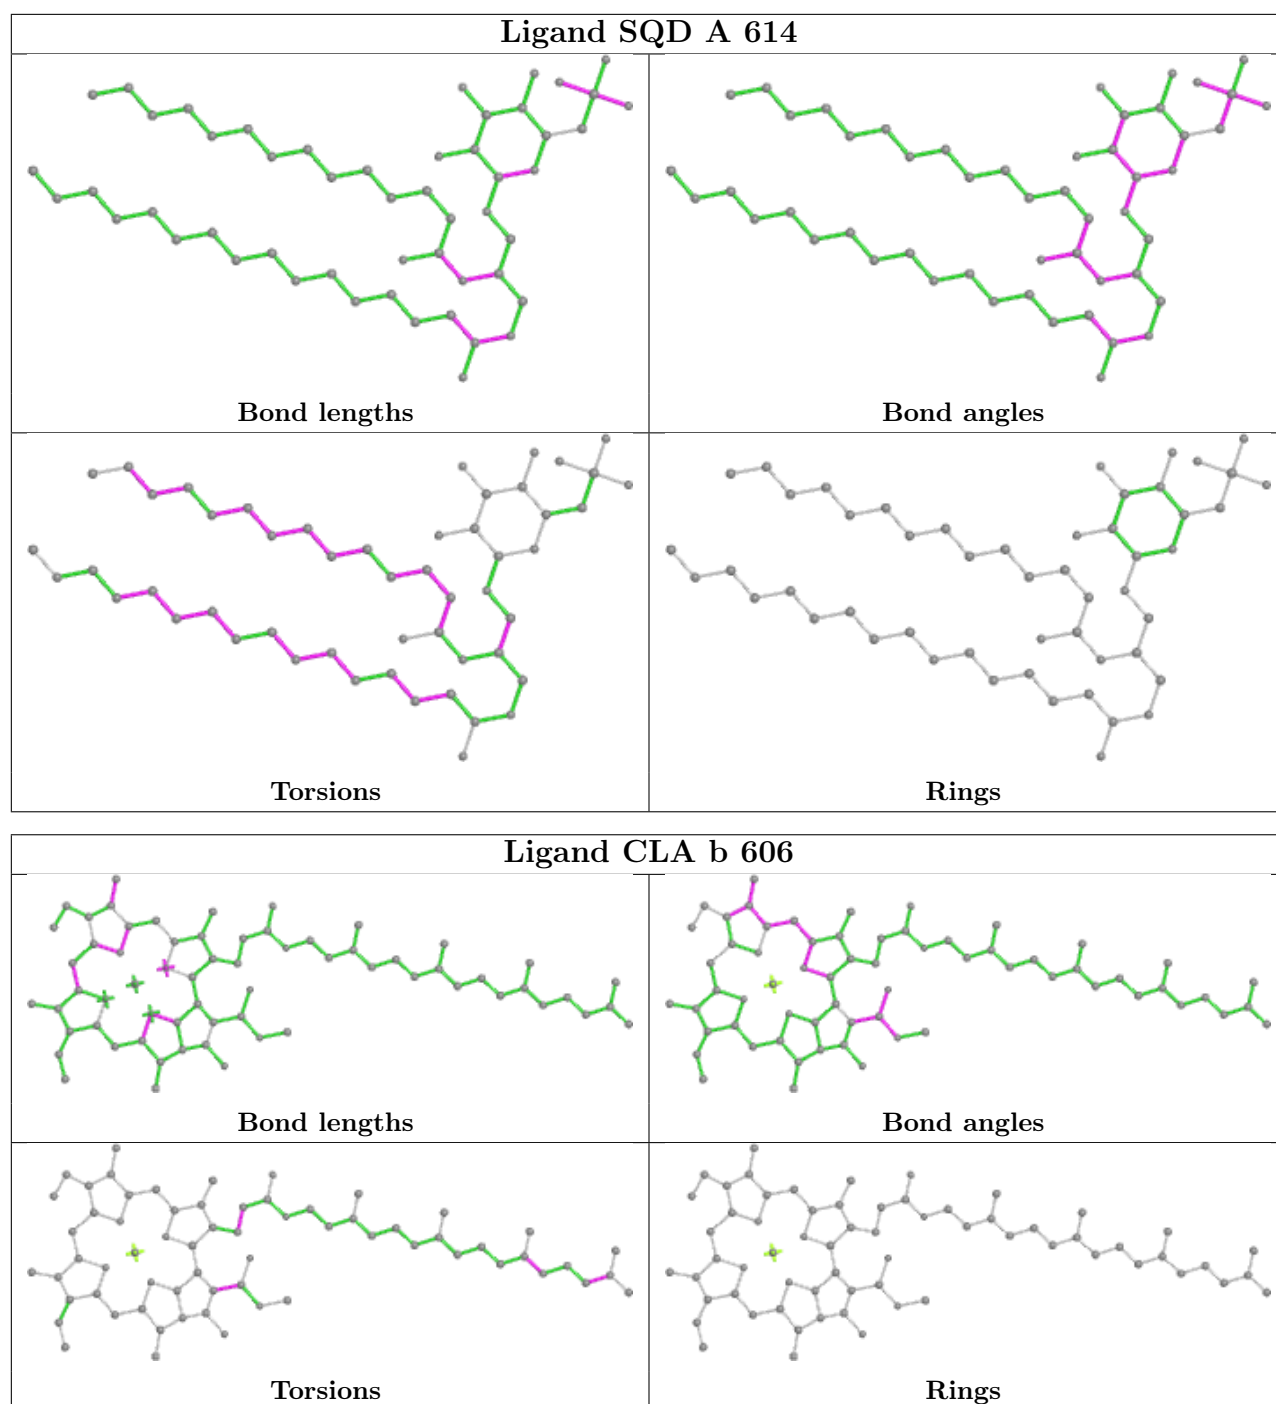 Ligand SQD A 614
Bond lengths
Bond angles
Torsions
Rings
Ligand CLA b 606
Bond lengths
Bond angles
Torsions
Rings